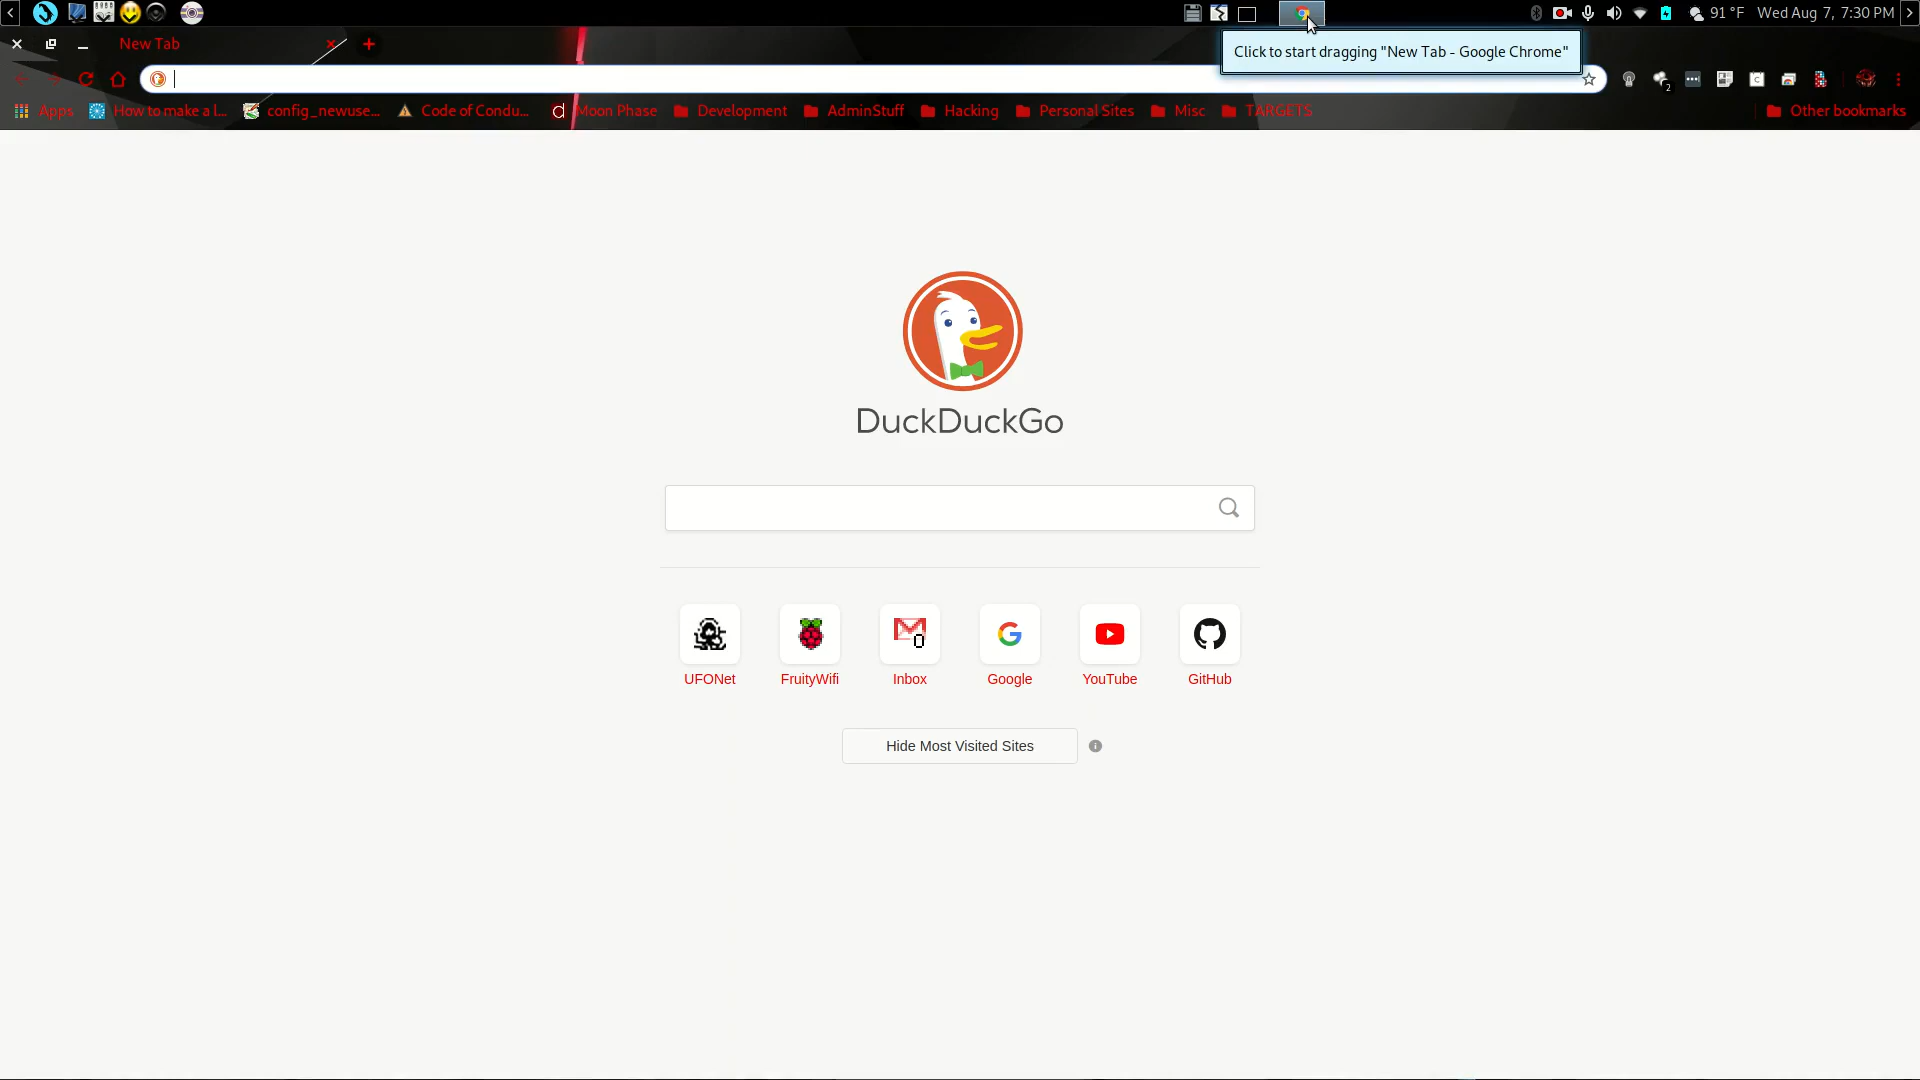 91 °F Wed Aug 7, 7:30 PM
New Tab
Click to start dragging "New Tab - Google Chrome"
2
Apps How to make a l... config_newuse... Code of Condu... Moon Phase Development AdminStuff Hacking Personal Sites Misc TARGETS Other bookmarks
DuckDuckGo
0
UFONet FruityWifi Inbox Google YouTube GitHub
Hide Most Visited Sites